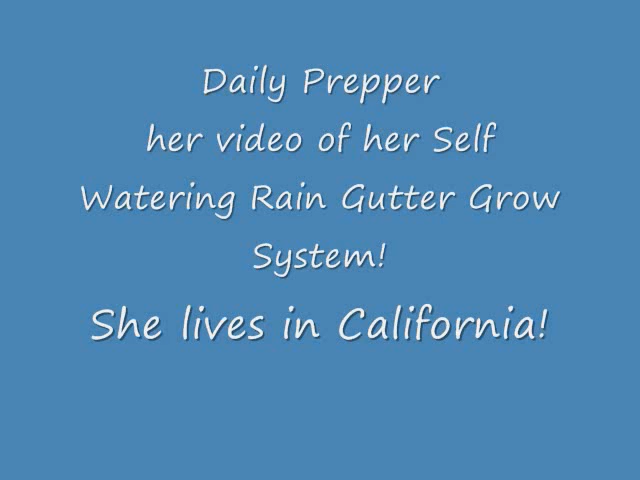 Daily Prepper
her video of her Self
Watering Rain Gutter Grow
System!
She lives in California!